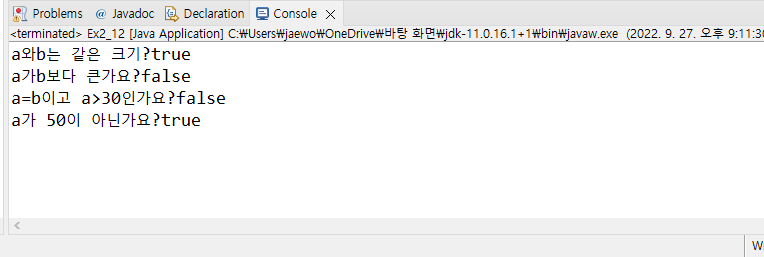 Problems @ Javadoc Declaration Console
<terminated> Ex2_12 [Java Application] C:₩Users₩jaewo₩OneDrive₩바탕 화면₩jdk-11.0.16.1+1₩bin₩javaw.exe (2022. 9. 27. 오후 9:11:30
a와b는 같은 크기?true
a가b보다 큰가요?false
a=b이고 a>30인가요?false
a가 50이 아닌가요?true